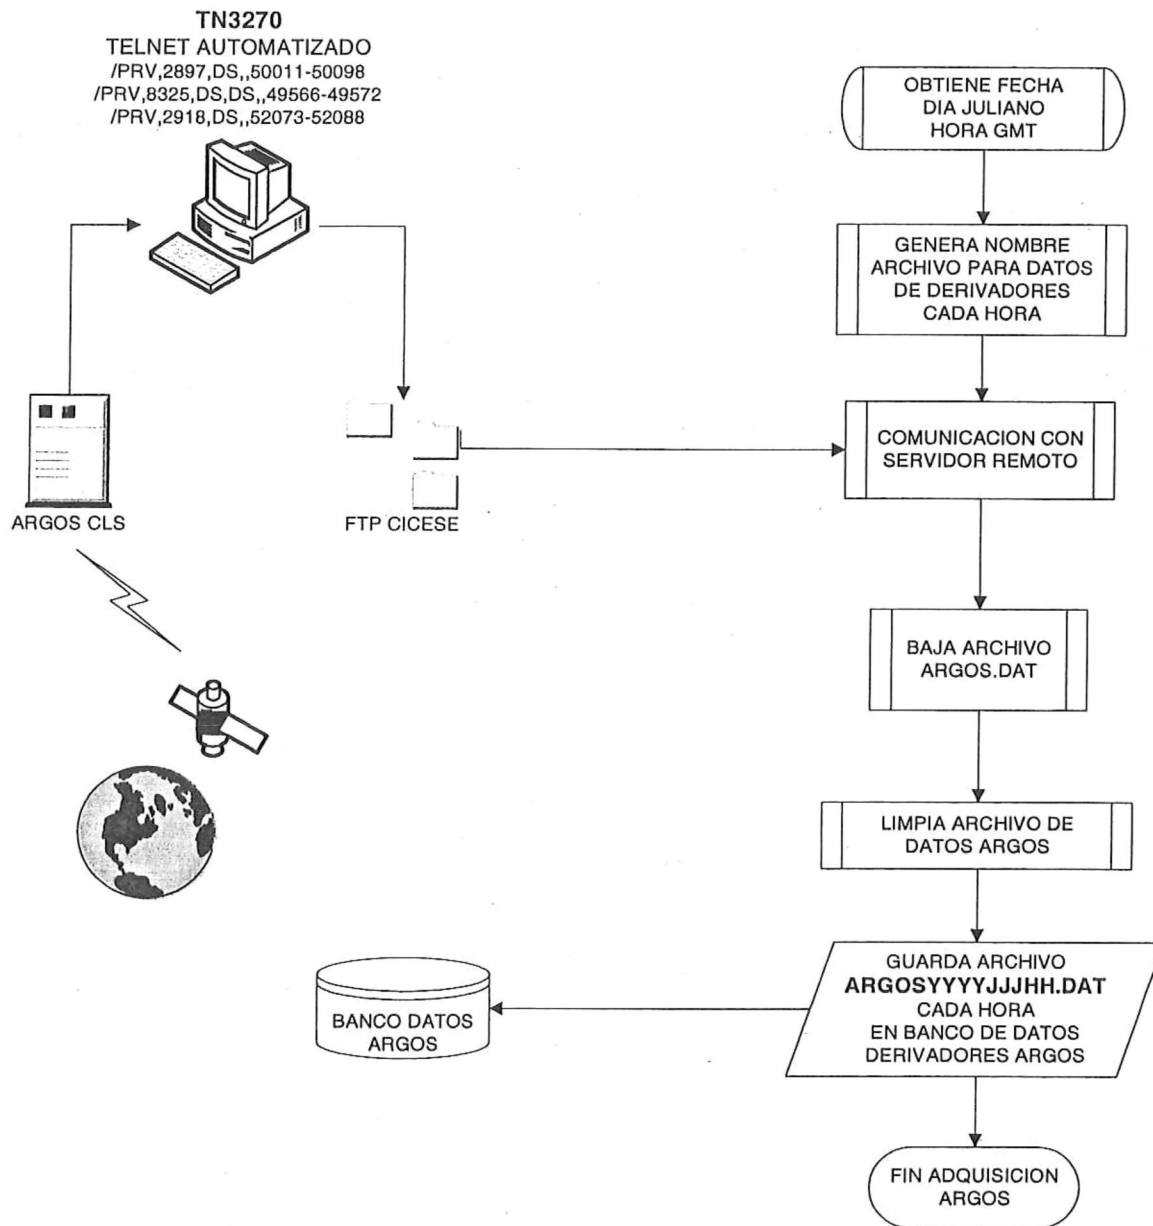 TN3270
TELNET AUTOMATIZADO
/PRV,2897,DS,,50011-50098
/PRV,8325,DS,DS,,49566-49572
/PRV,2918,DS,,52073-52088
ARGOS CLS
FTP CICESE
OBTIENE FECHA
DIA JULIANO
HORA GMT
GENERA NOMBRE
ARCHIVO PARA DATOS
DE DERIVADORES
CADA HORA
COMUNICACION CON
SERVIDOR REMOTO
BAJA ARCHIVO
ARGOS.DAT
LIMPIA ARCHIVO DE
DATOS ARGOS
GUARDA ARCHIVO
ARGOSYYYYJJJHH.DAT
CADA HORA
EN BANCO DE DATOS
DERIVADORES ARGOS
BANCO DATOS
ARGOS
FIN ADQUISICION
ARGOS